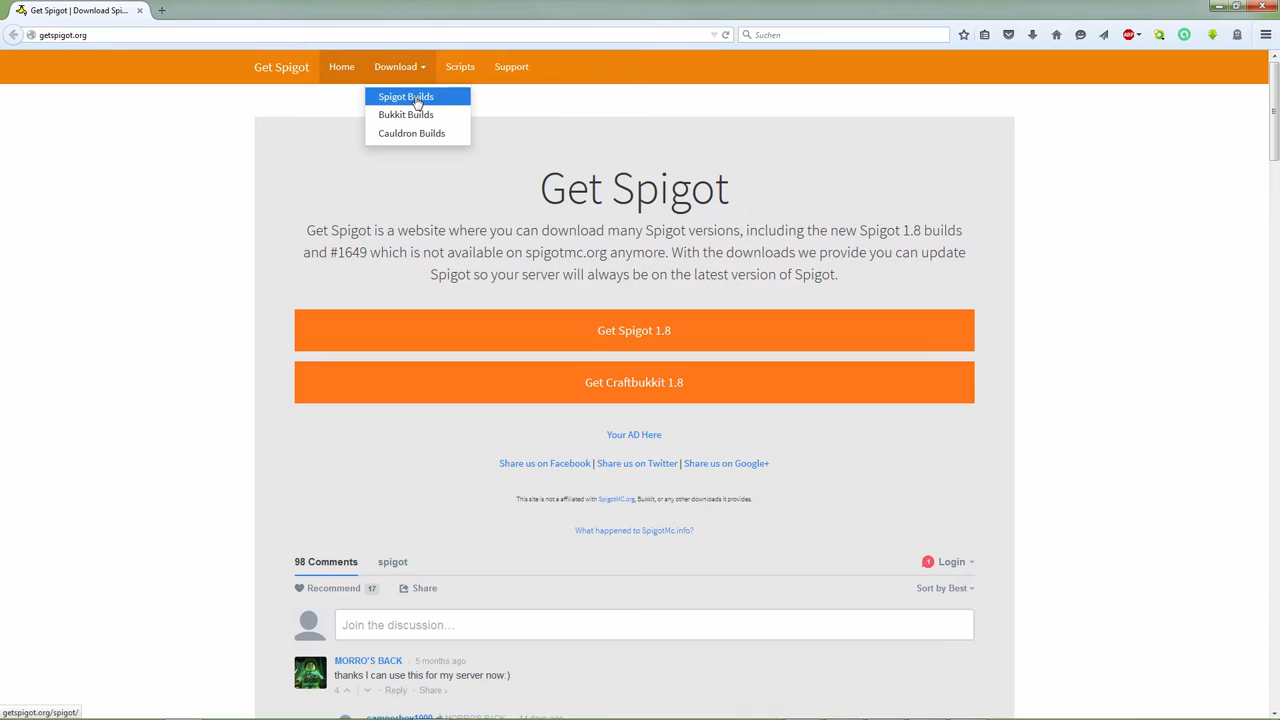 Get Spigot | Download Spi...
getspigot.org
Suchen
ABP
Get Spigot
Home
Download
Scripts
Support
Spigot Builds
Bukkit Builds
Cauldron Builds
Get Spigot
Get Spigot is a website where you can download many Spigot versions, including the new Spigot 1.8 builds
and #1649 which is not available on spigotmc.org anymore. With the downloads we provide you can update
Spigot so your server will always be on the latest version of Spigot.
Get Spigot 1.8
Get Craftbukkit 1.8
Your AD Here
Share us on Facebook | Share us on Twitter | Share us on Google+
This site is not a affiliated with SpigotMC.org, Bukkit, or any other downloads it provides.
What happened to SpigotMc.info?
98 Comments
spigot
1 Login
Recommend 17
Share
Sort by Best
Join the discussion...
MORRO'S BACK · 5 months ago
thanks I can use this for my server now:)
4 · Reply · Share ›
getspigot.org/spigot/